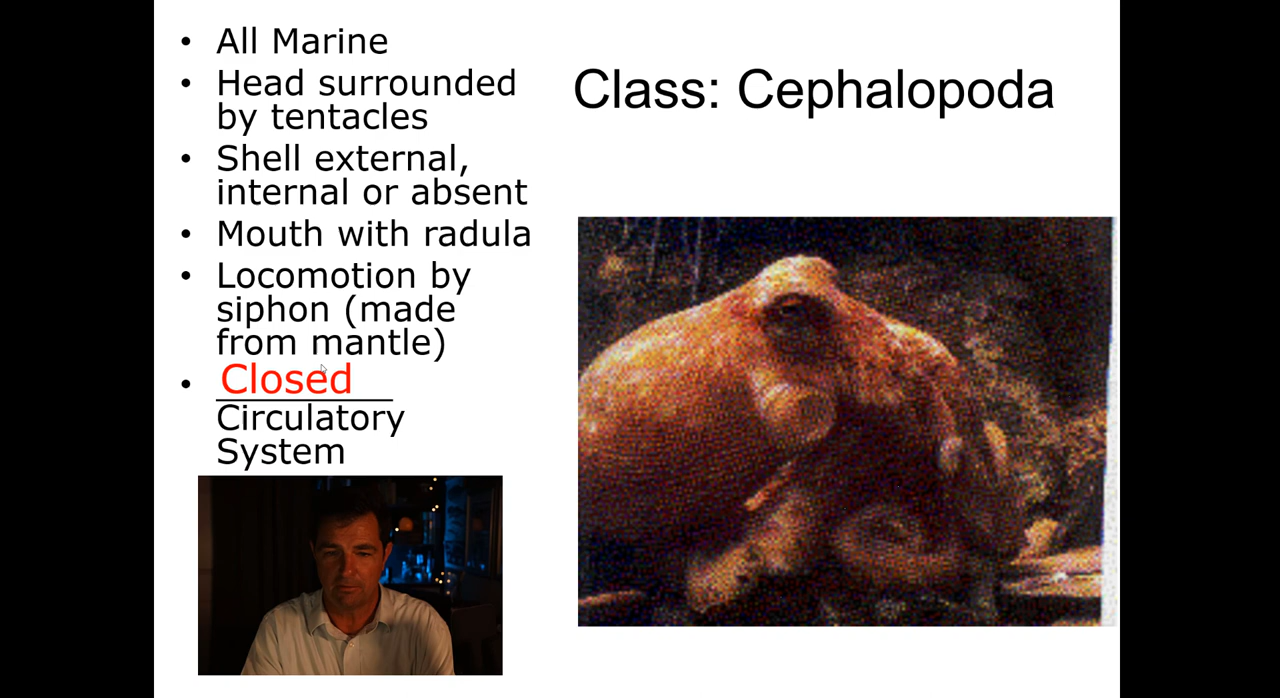 • All Marine
• Head surrounded
by tentacles
• Shell external,
internal or absent
• Mouth with radula
• Locomotion by
siphon (made
from mantle)
• Closed
Circulatory
System
Class: Cephalopoda